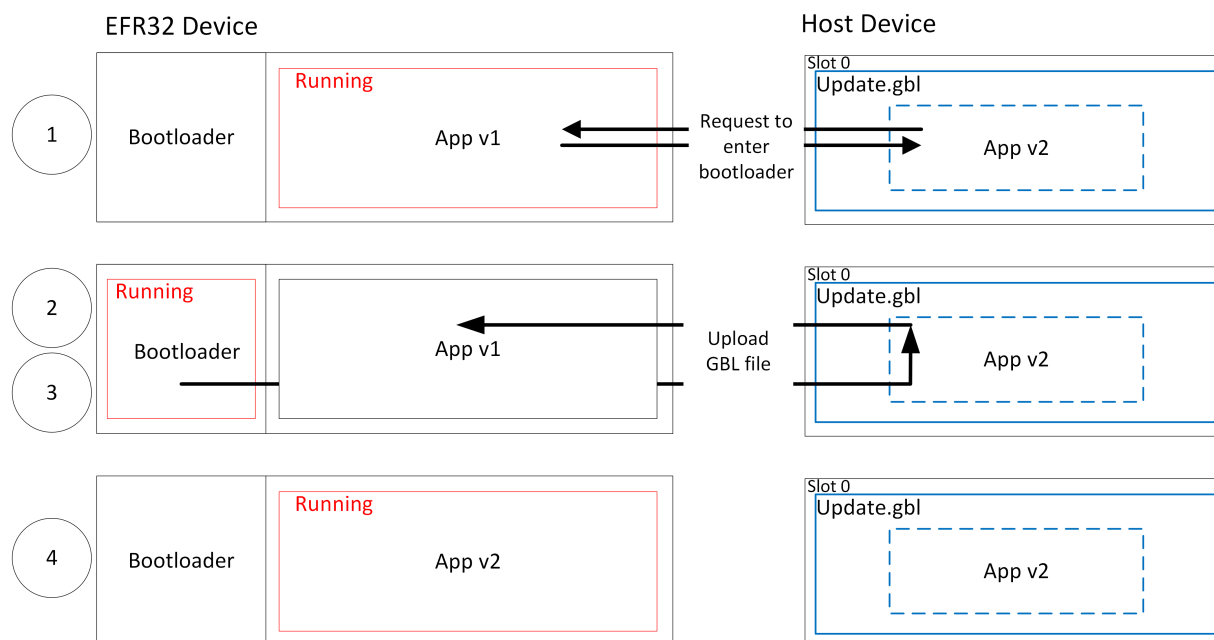 EFR32 Device
Host Device
1
Bootloader
Running
App v1
Request to
enter
bootloader
Slot 0
Update.gbl
App v2
2
3
Running
Bootloader
App v1
Upload
GBL file
Slot 0
Update.gbl
App v2
4
Bootloader
Running
App v2
Slot 0
Update.gbl
App v2